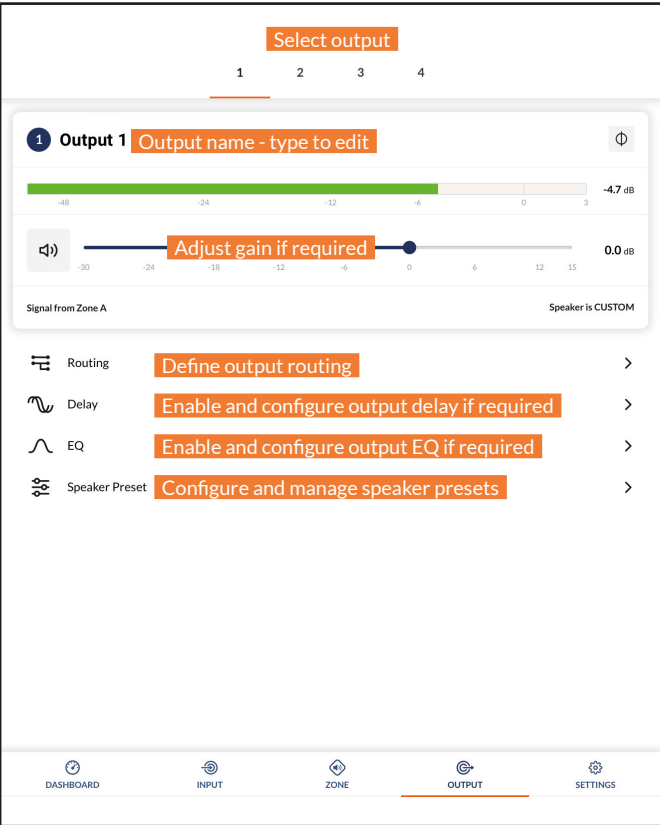 Select output
1 2 3 4
1 Output 1 Output name - type to edit
-4.7 dB
-48 -24 -12 -6 0 3
Adjust gain if required 0.0 dB
-30 -24 -18 -12 -6 0 6 12 15
Signal from Zone A Speaker is CUSTOM
Routing Define output routing
Delay Enable and configure output delay if required
EQ Enable and configure output EQ if required
Speaker Preset Configure and manage speaker presets
DASHBOARD INPUT ZONE OUTPUT SETTINGS